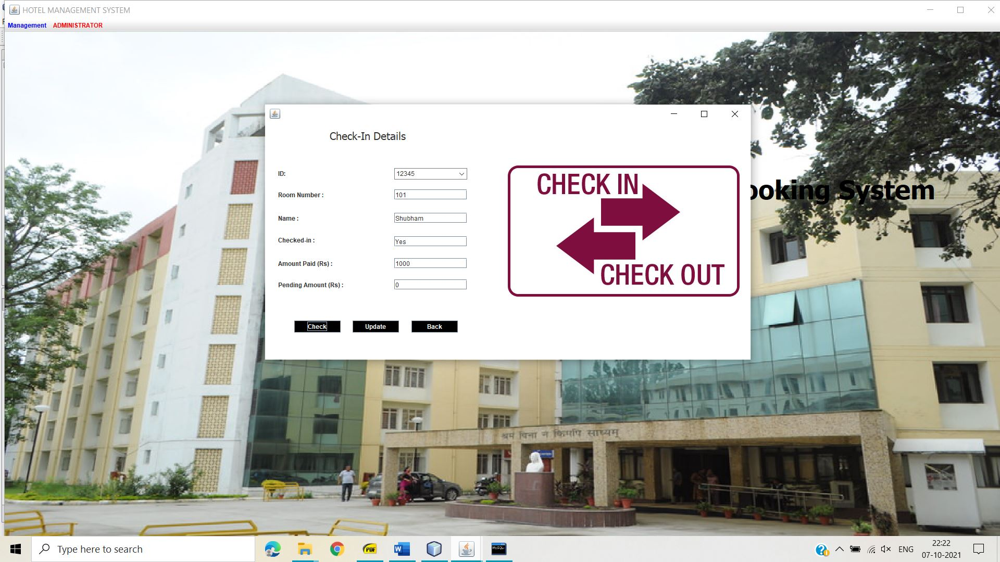 HOTEL MANAGEMENT SYSTEM
Management ADMINISTRATOR
Check-In Details
ID: 12345
Room Number : 101
Name : Shubham
Checked-in : Yes
Amount Paid (Rs) : 1000
Pending Amount (Rs) : 0
Check Update Back
CHECK IN
CHECK OUT
ooking System
श्रमं विना न किमपि साध्यम्
Type here to search
PDF
W
MySQL
ENG
22:22
07-10-2021